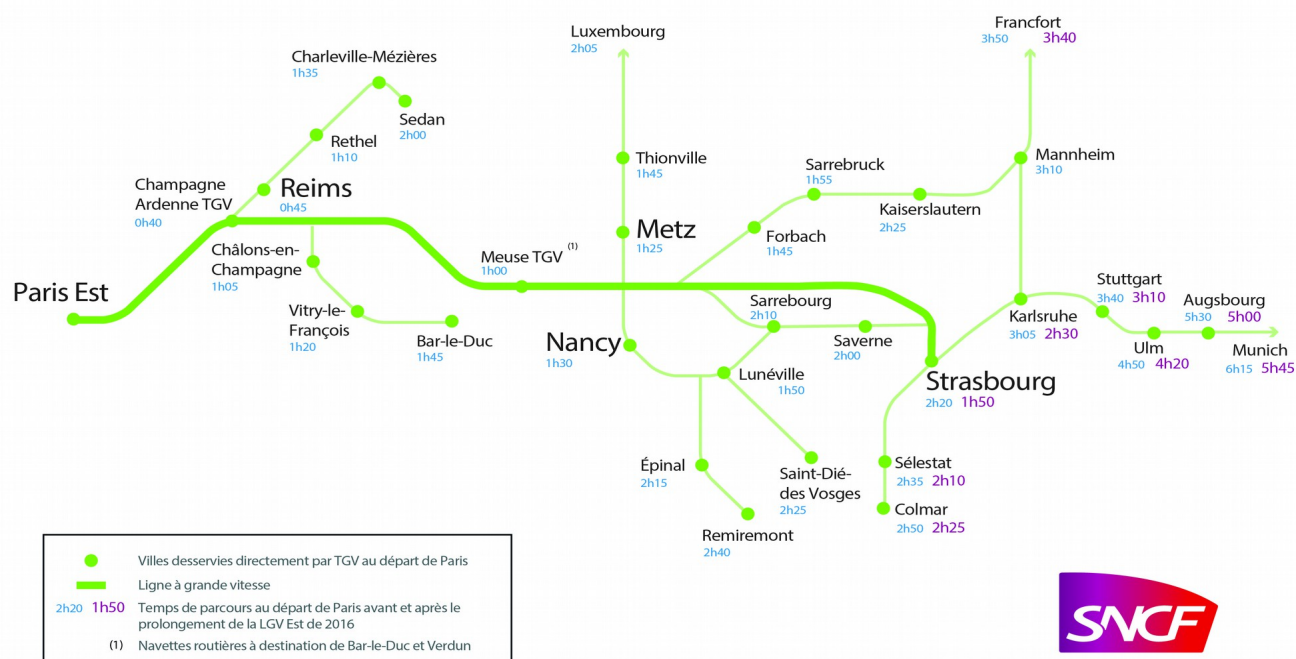 Francfort
3h50 3h40
Luxembourg
2h05
Charleville-Mézières
1h35
Sedan
2h00
Rethel
1h10
Thionville
1h45
Sarrebruck
1h55
Mannheim
3h10
Champagne
Ardenne TGV
0h40
Reims
0h45
Kaiserslautern
2h25
Metz
1h25
Forbach
1h45
Châlons-en-
Champagne
1h05
Meuse TGV (1)
1h00
Paris Est
Vitry-le-
François
1h20
Bar-le-Duc
1h45
Nancy
1h30
Sarrebourg
2h10
Saverne
2h00
Lunéville
1h50
Strasbourg
2h20 1h50
Karlsruhe
3h05 2h30
Stuttgart
3h40 3h10
Ulm
4h50 4h20
Augsbourg
5h30 5h00
Munich
6h15 5h45
Épinal
2h15
Saint-Dié-
des Vosges
2h25
Remiremont
2h40
Sélestat
2h35 2h10
Colmar
2h50 2h25
Villes desservies directement par TGV au départ de Paris
Ligne à grande vitesse
2h20 1h50 Temps de parcours au départ de Paris avant et après le
prolongement de la LGV Est de 2016
(1) Navettes routières à destination de Bar-le-Duc et Verdun
SNCF